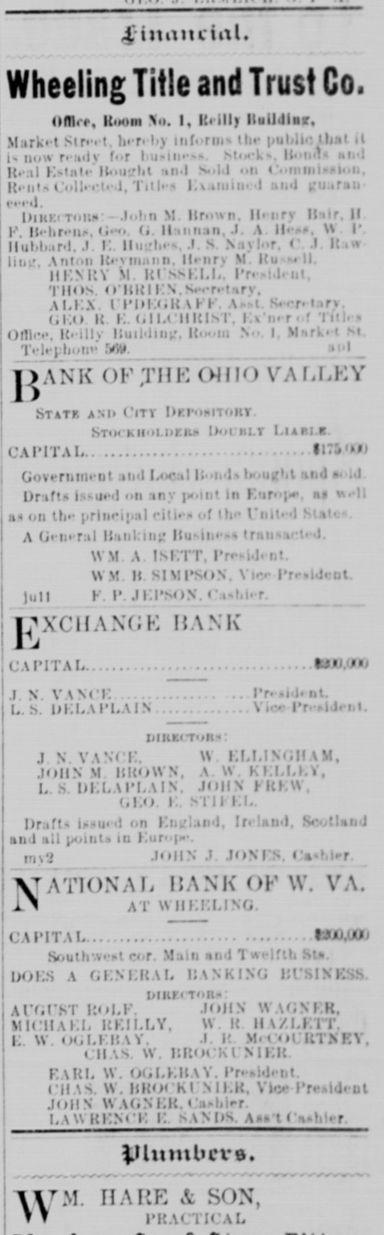 Financial.
Wheeling Title and Trust Co.
Office, Room No. 1, Reilly Building,
Market Street, hereby informs the public that it
is now ready for business. Stocks, Bonds and
Real Estate Bought and Sold on Commission,
Rents Collected, Titles Examined and guaran-
eeed.
DIRECTORS:—John M. Brown, Henry Bair, H.
F. Behrens, Geo. G. Hannan, J. A. Hess, W. P.
Hubbard, J. E. Hughes, J. S. Naylor, C. J. Raw-
ling, Anton Reymann, Henry M. Russell.
HENRY M. RUSSELL, President,
THOS. O'BRIEN, Secretary,
ALEX. UPDEGRAFF, Asst. Secretary,
GEO. R. E. GILCHRIST, Ex'ner of Titles
Office, Reilly Building, Room No. 1, Market St.
Telephone 569. ap1
BANK OF THE OHIO VALLEY
STATE AND CITY DEPOSITORY.
STOCKHOLDERS DOUBLY LIABLE.
CAPITAL........................$175,000
Government and Local Bonds bought and sold.
Drafts issued on any point in Europe, as well
as on the principal cities of the United States.
A General Banking Business transacted.
WM. A. ISETT, President.
WM. B. SIMPSON, Vice President.
ju11 F. P. JEPSON, Cashier.
EXCHANGE BANK
CAPITAL........................$200,000
J. N. VANCE........................President.
L. S. DELAPLAIN........................Vice-President.
DIRECTORS:
J. N. VANCE, W. ELLINGHAM,
JOHN M. BROWN, A. W. KELLEY,
L. S. DELAPLAIN, JOHN FREW,
GEO. E. STIFEL.
Drafts issued on England, Ireland, Scotland
and all points in Europe.
my2 JOHN J. JONES, Cashier.
NATIONAL BANK OF W. VA.
AT WHEELING.
CAPITAL........................$200,000
Southwest cor. Main and Twelfth Sts.
DOES A GENERAL BANKING BUSINESS.
DIRECTORS:
AUGUST ROLF, JOHN WAGNER,
MICHAEL REILLY, W. R. HAZLETT,
E. W. OGLEBAY, J. R. McCOURTNEY,
CHAS. W. BROCKUNIER.
EARL W. OGLEBAY, President.
CHAS. W. BROCKUNIER, Vice-President
JOHN WAGNER, Cashier.
LAWRENCE E. SANDS, Ass't Cashier.
Plumbers.
WM. HARE & SON,
PRACTICAL